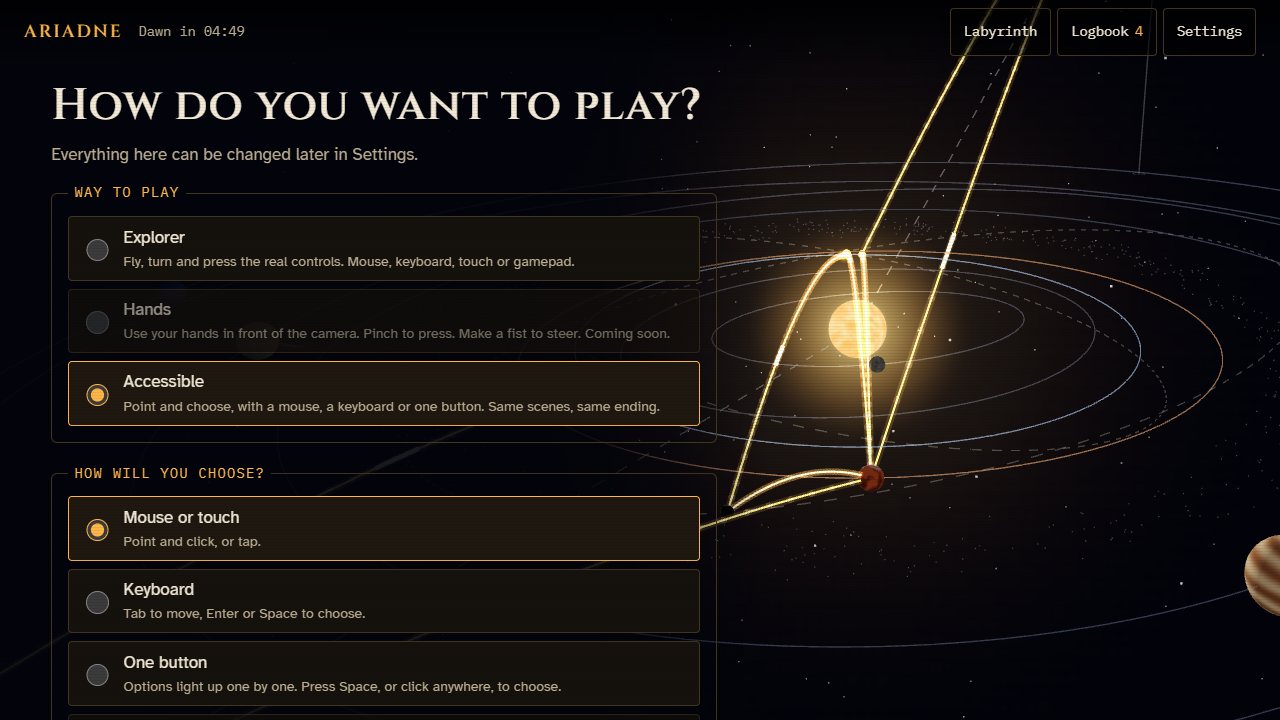 ARIADNE Dawn in 04:49 Labyrinth Logbook 4 Settings
How do you want to play?
Everything here can be changed later in Settings.
WAY TO PLAY
Explorer
Fly, turn and press the real controls. Mouse, keyboard, touch or gamepad.
Hands
Use your hands in front of the camera. Pinch to press. Make a fist to steer. Coming soon.
Accessible
Point and choose, with a mouse, a keyboard or one button. Same scenes, same ending.
HOW WILL YOU CHOOSE?
Mouse or touch
Point and click, or tap.
Keyboard
Tab to move, Enter or Space to choose.
One button
Options light up one by one. Press Space, or click anywhere, to choose.